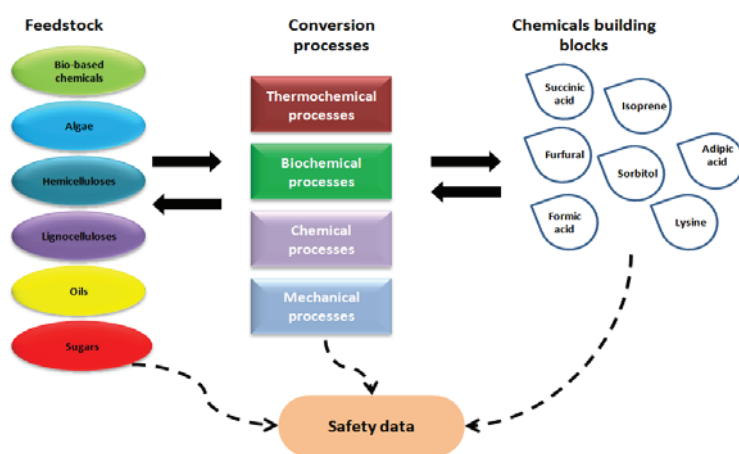 Feedstock
Bio-based
chemicals
Algae
Hemicelluloses
Lignocelluloses
Oils
Sugars
Conversion
processes
Thermochemical
processes
Biochemical
processes
Chemical
processes
Mechanical
processes
Chemicals building
blocks
Succinic
acid
Isoprene
Furfural
Sorbitol
Adipic
acid
Formic
acid
Lysine
Safety data